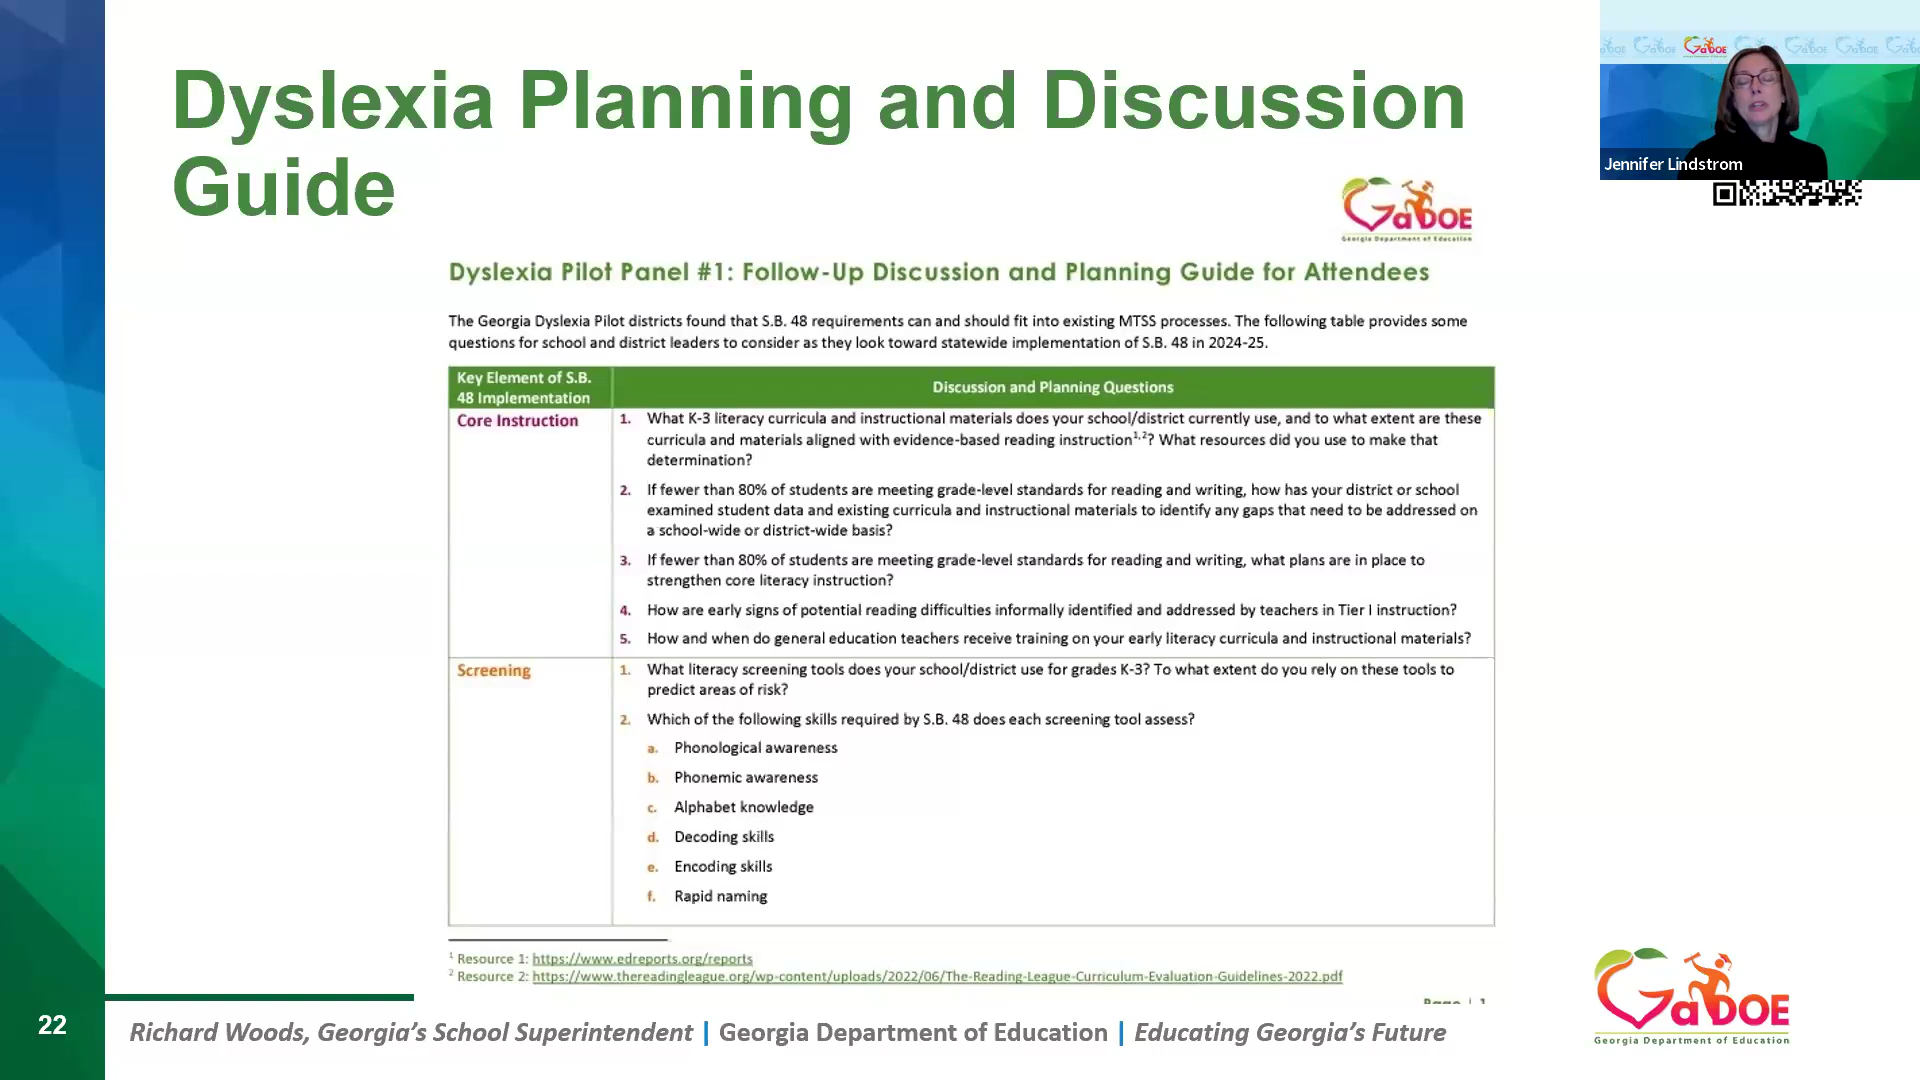 Dyslexia Planning and Discussion
Guide
Jennifer Lindstrom
GaDOE
Georgia Department of Education
Dyslexia Pilot Panel #1: Follow-Up Discussion and Planning Guide for Attendees
The Georgia Dyslexia Pilot districts found that S.B. 48 requirements can and should fit into existing MTSS processes. The following table provides some
questions for school and district leaders to consider as they look toward statewide implementation of S.B. 48 in 2024-25.
Key Element of S.B.
48 Implementation
Discussion and Planning Questions
Core Instruction
1. What K-3 literacy curricula and instructional materials does your school/district currently use, and to what extent are these
curricula and materials aligned with evidence-based reading instruction1,2? What resources did you use to make that
determination?
2. If fewer than 80% of students are meeting grade-level standards for reading and writing, how has your district or school
examined student data and existing curricula and instructional materials to identify any gaps that need to be addressed on
a school-wide or district-wide basis?
3. If fewer than 80% of students are meeting grade-level standards for reading and writing, what plans are in place to
strengthen core literacy instruction?
4. How are early signs of potential reading difficulties informally identified and addressed by teachers in Tier I instruction?
5. How and when do general education teachers receive training on your early literacy curricula and instructional materials?
Screening
1. What literacy screening tools does your school/district use for grades K-3? To what extent do you rely on these tools to
predict areas of risk?
2. Which of the following skills required by S.B. 48 does each screening tool assess?
a. Phonological awareness
b. Phonemic awareness
c. Alphabet knowledge
d. Decoding skills
e. Encoding skills
f. Rapid naming
1 Resource 1: https://www.edreports.org/reports
2 Resource 2: https://www.thereadingleague.org/wp-content/uploads/2022/06/The-Reading-League-Curriculum-Evaluation-Guidelines-2022.pdf
Page | 1
22
Richard Woods, Georgia's School Superintendent | Georgia Department of Education | Educating Georgia's Future
GaDOE
Georgia Department of Education